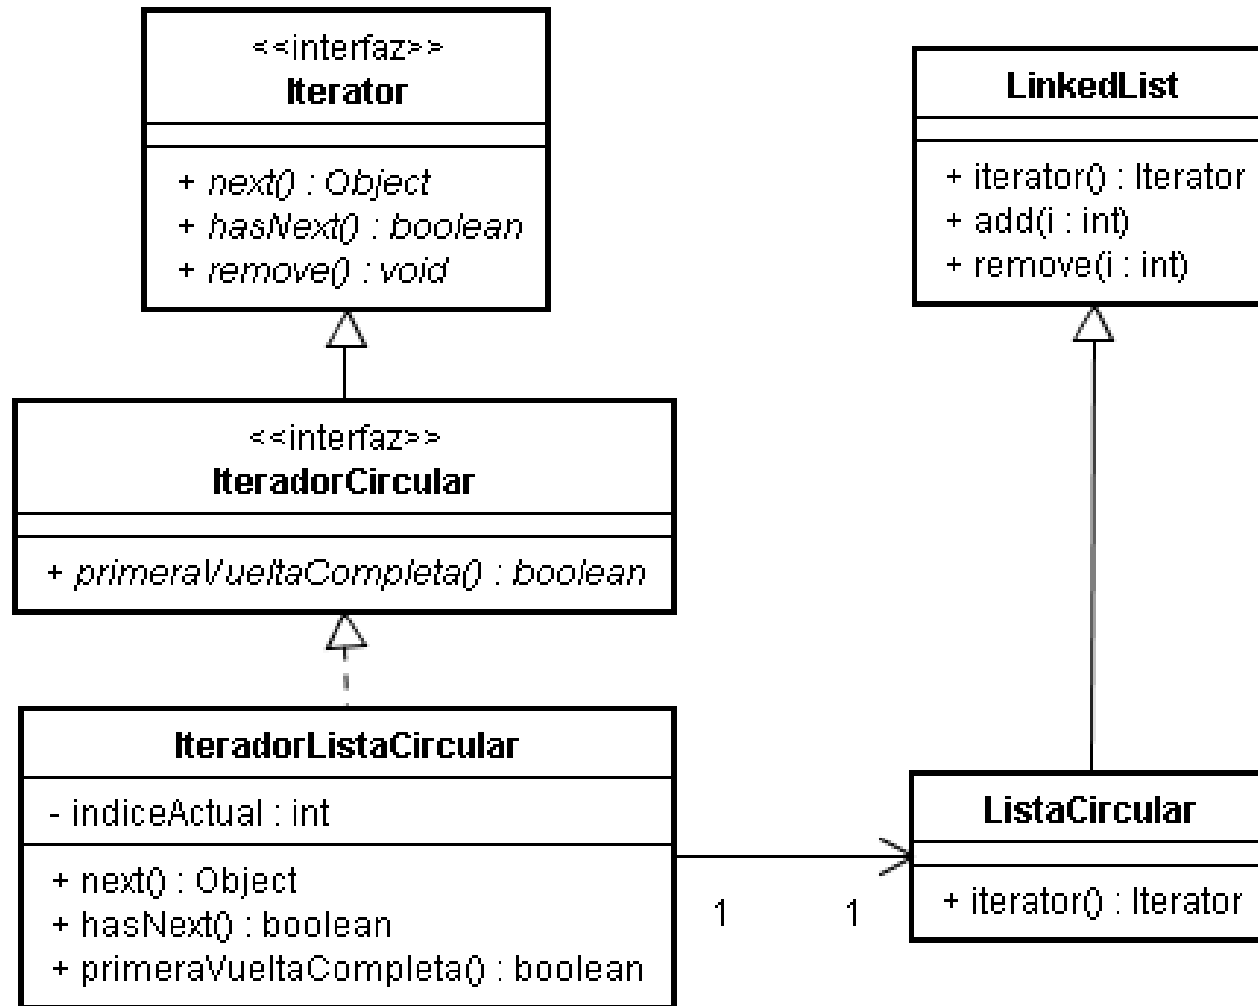 <<interfaz>>
Iterator
+ next() : Object
+ hasNext() : boolean
+ remove() : void
LinkedList
+ iterator() : Iterator
+ add(i : int)
+ remove(i : int)
<<interfaz>>
IteradorCircular
+ primeraVueltaCompleta() : boolean
IteradorListaCircular
- indiceActual : int
+ next() : Object
+ hasNext() : boolean
+ primeraVueltaCompleta() : boolean
1 1
ListaCircular
+ iterator() : Iterator